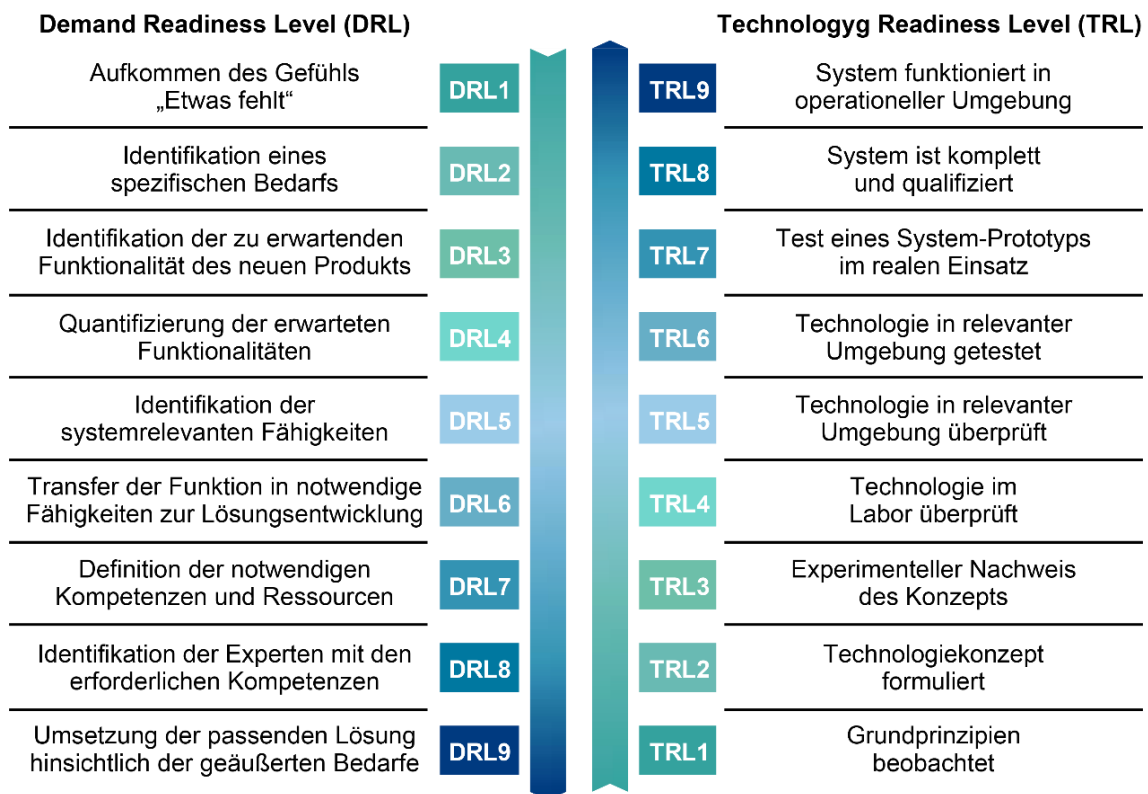 Demand Readiness Level (DRL)
Technologyg Readiness Level (TRL)
Aufkommen des Gefühls
„Etwas fehlt“
DRL1
TRL9
System funktioniert in
operationeller Umgebung
Identifikation eines
spezifischen Bedarfs
DRL2
TRL8
System ist komplett
und qualifiziert
Identifikation der zu erwartenden
Funktionalität des neuen Produkts
DRL3
TRL7
Test eines System-Prototyps
im realen Einsatz
Quantifizierung der erwarteten
Funktionalitäten
DRL4
TRL6
Technologie in relevanter
Umgebung getestet
Identifikation der
systemrelevanten Fähigkeiten
DRL5
TRL5
Technologie in relevanter
Umgebung überprüft
Transfer der Funktion in notwendige
Fähigkeiten zur Lösungsentwicklung
DRL6
TRL4
Technologie im
Labor überprüft
Definition der notwendigen
Kompetenzen und Ressourcen
DRL7
TRL3
Experimenteller Nachweis
des Konzepts
Identifikation der Experten mit den
erforderlichen Kompetenzen
DRL8
TRL2
Technologiekonzept
formuliert
Umsetzung der passenden Lösung
hinsichtlich der geäußerten Bedarfe
DRL9
TRL1
Grundprinzipien
beobachtet